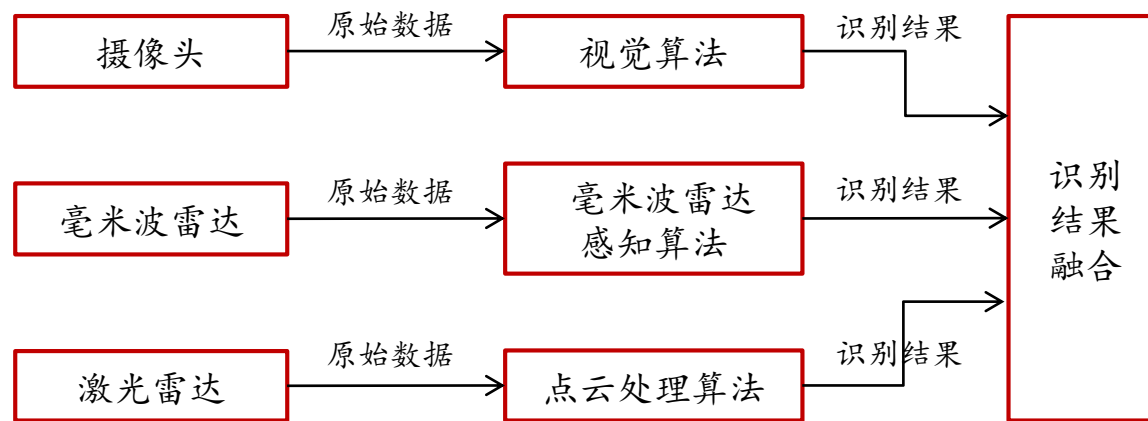 摄像头
原始数据
视觉算法
识别结果
毫米波雷达
原始数据
毫米波雷达
感知算法
识别结果
激光雷达
原始数据
点云处理算法
识别结果
识别
结果
融合